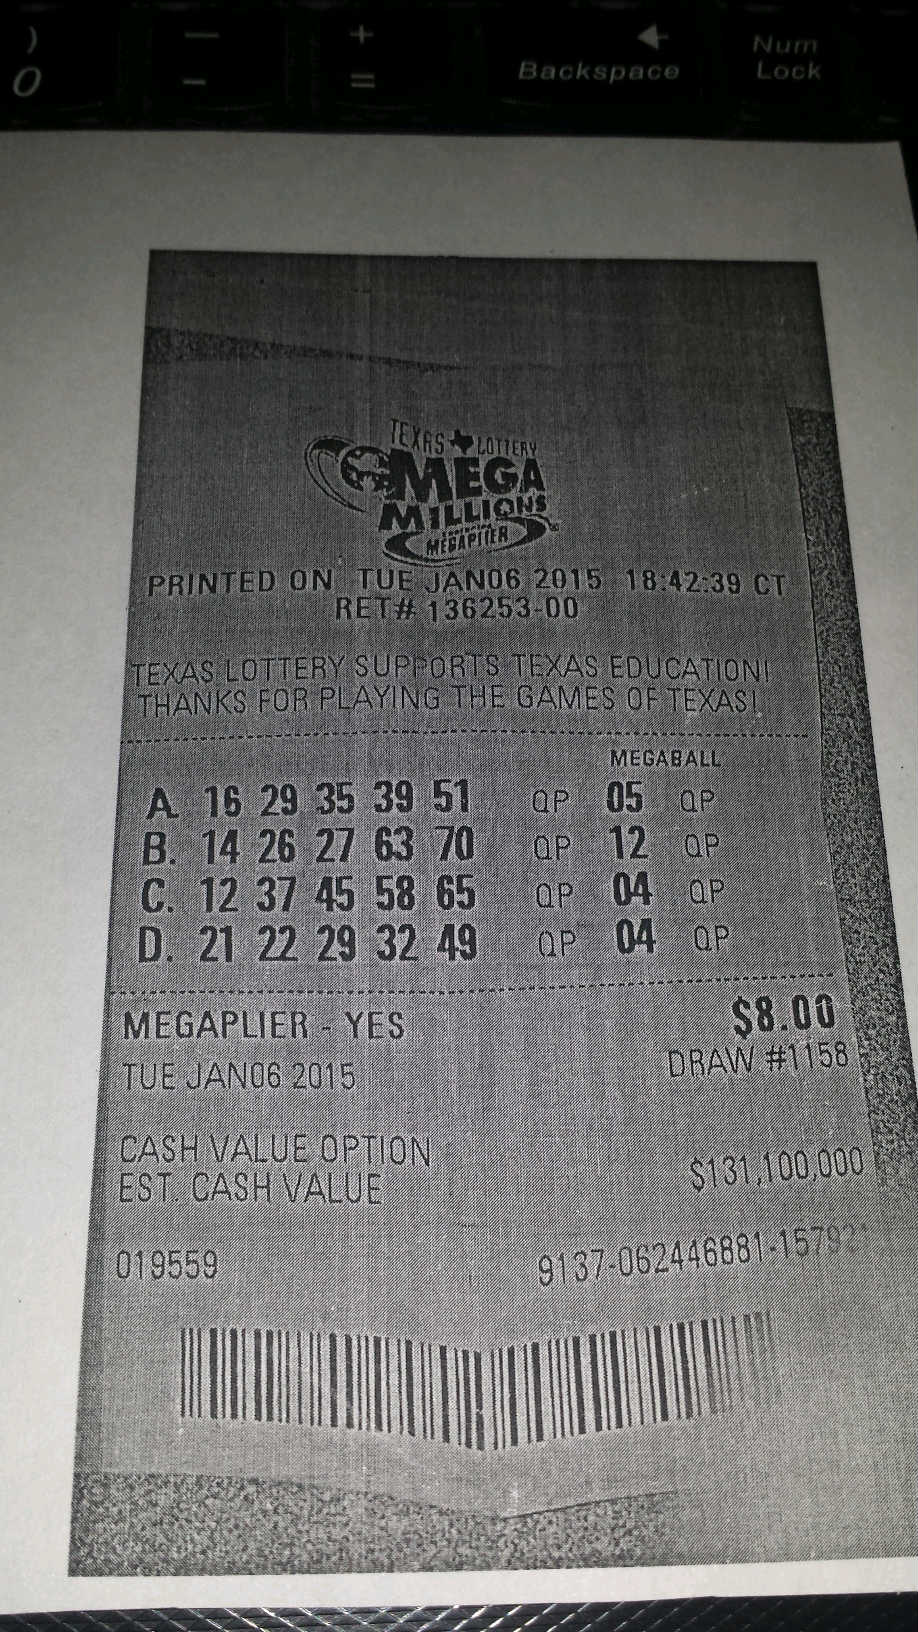 ) — + Num
0 - = Backspace Lock
TEXAS LOTTERY
MEGA
MILLIONS
FEATURING
MEGAPLIER
PRINTED ON TUE JAN06 2015 18:42:39 CT
RET# 136253-00
TEXAS LOTTERY SUPPORTS TEXAS EDUCATION!
THANKS FOR PLAYING THE GAMES OF TEXAS!
MEGABALL
A. 16 29 35 39 51 QP 05 QP
B. 14 26 27 63 70 QP 12 QP
C. 12 37 45 58 65 QP 04 QP
D. 21 22 29 32 49 QP 04 QP
MEGAPLIER - YES $8.00
TUE JAN06 2015 DRAW #1158
CASH VALUE OPTION
EST. CASH VALUE $131,100,000
019559